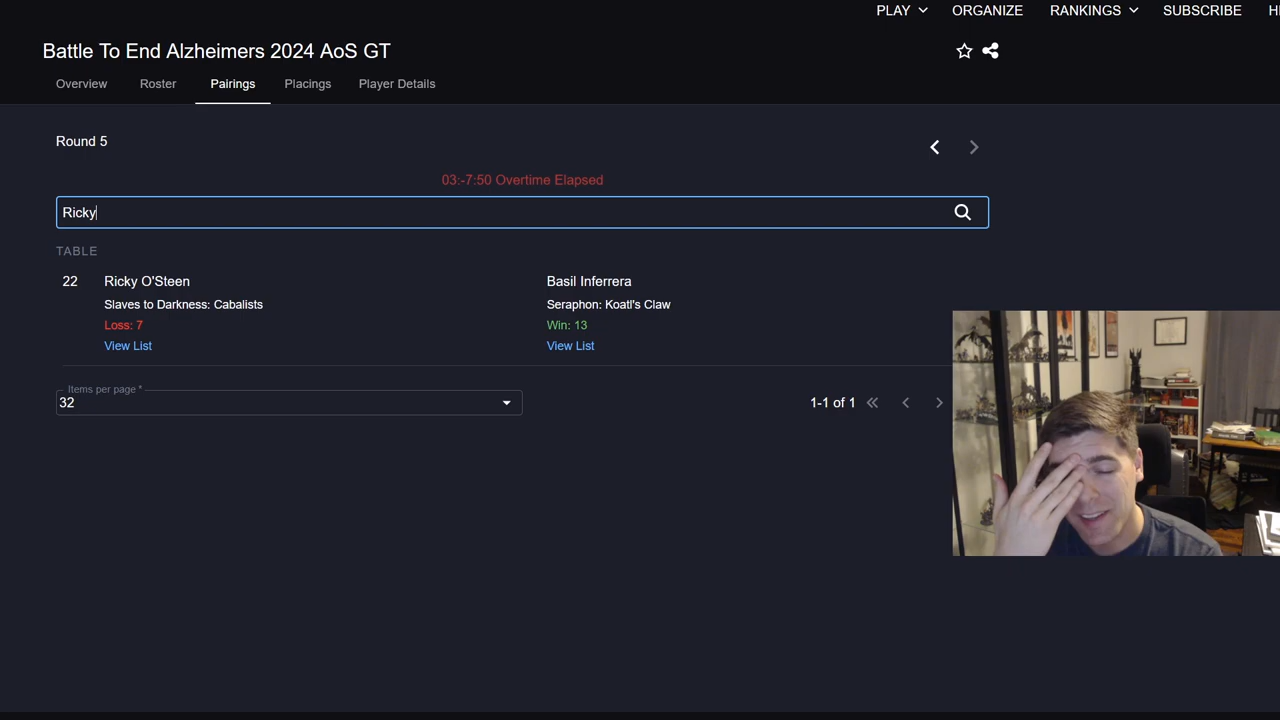 PLAY ORGANIZE RANKINGS SUBSCRIBE H
Battle To End Alzheimers 2024 AoS GT
Overview Roster Pairings Placings Player Details
Round 5
03:-7:50 Overtime Elapsed
Ricky
TABLE
22 Ricky O'Steen Basil Inferrera
Slaves to Darkness: Cabalists Seraphon: Koatl's Claw
Loss: 7 Win: 13
View List View List
Items per page *
32 1-1 of 1